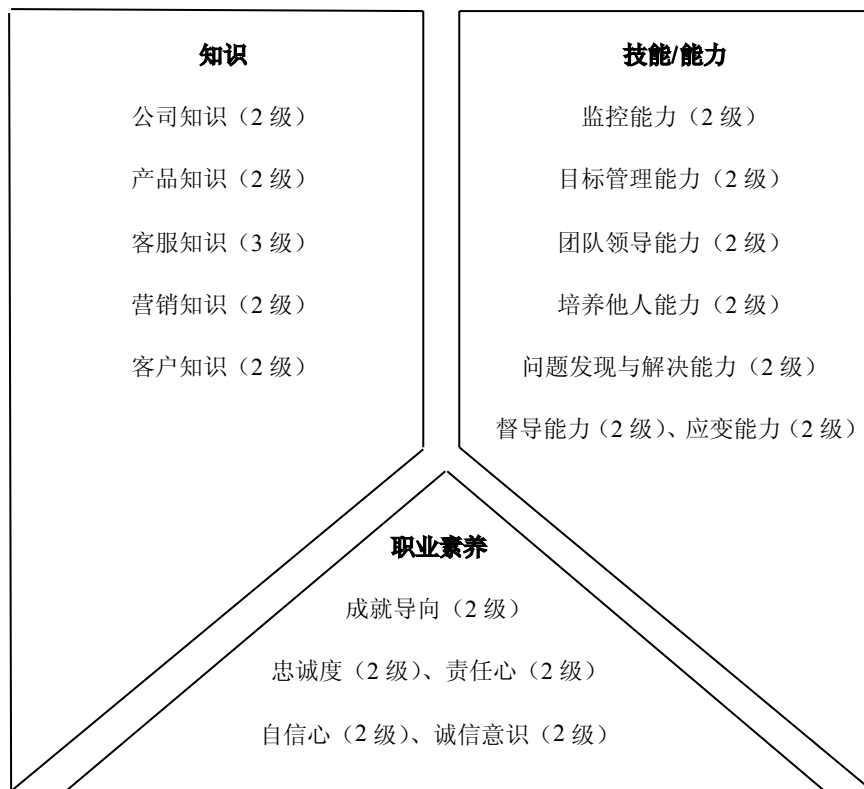 知识
公司知识（2 级）
产品知识（2 级）
客服知识（3 级）
营销知识（2 级）
客户知识（2 级）
技能/能力
监控能力（2 级）
目标管理能力（2 级）
团队领导能力（2 级）
培养他人能力（2 级）
问题发现与解决能力（2 级）
督导能力（2 级）、应变能力（2 级）
职业素养
成就导向（2 级）
忠诚度（2 级）、责任心（2 级）
自信心（2 级）、诚信意识（2 级）